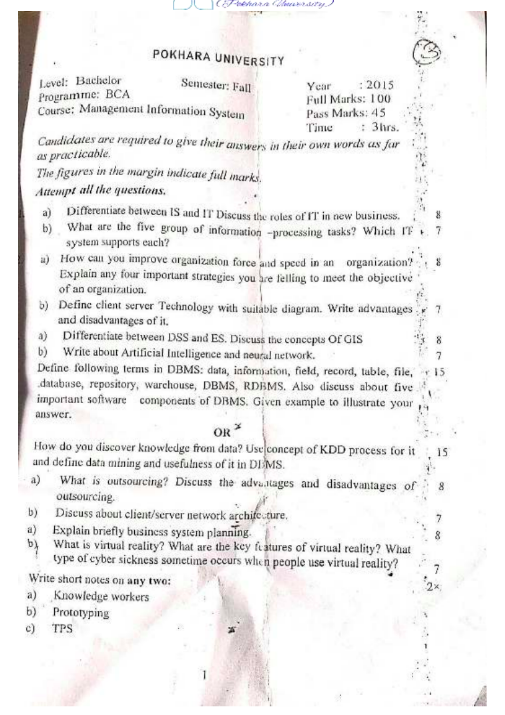 (Pokhara University)
POKHARA UNIVERSITY
Level: Bachelor Semester: Fall Year : 2015
Programme: BCA Full Marks: 100
Course: Management Information System Pass Marks: 45
Time : 3hrs.
Candidates are required to give their answers in their own words as far
as practicable.
The figures in the margin indicate full marks.
Attempt all the questions.
a) Differentiate between IS and IT Discuss the roles of IT in new business. 8
b) What are the five group of information –processing tasks? Which IT 7
system supports each?
a) How can you improve organization force and speed in an organization? 8
Explain any four important strategies you are felling to meet the objective
of an organization.
b) Define client server Technology with suitable diagram. Write advantages 7
and disadvantages of it.
a) Differentiate between DSS and ES. Discuss the concepts Of GIS 8
b) Write about Artificial Intelligence and neural network. 7
Define following terms in DBMS: data, information, field, record, table, file, 15
database, repository, warehouse, DBMS, RDBMS. Also discuss about five
important software components of DBMS. Given example to illustrate your
answer.
OR
How do you discover knowledge from data? Use concept of KDD process for it 15
and define data mining and usefulness of it in DBMS.
a) What is outsourcing? Discuss the advantages and disadvantages of 8
outsourcing.
b) Discuss about client/server network architecture. 7
a) Explain briefly business system planning. 8
b) What is virtual reality? What are the key features of virtual reality? What
type of cyber sickness sometime occurs when people use virtual reality? 7
Write short notes on any two: 2×
a) Knowledge workers
b) Prototyping
c) TPS
1